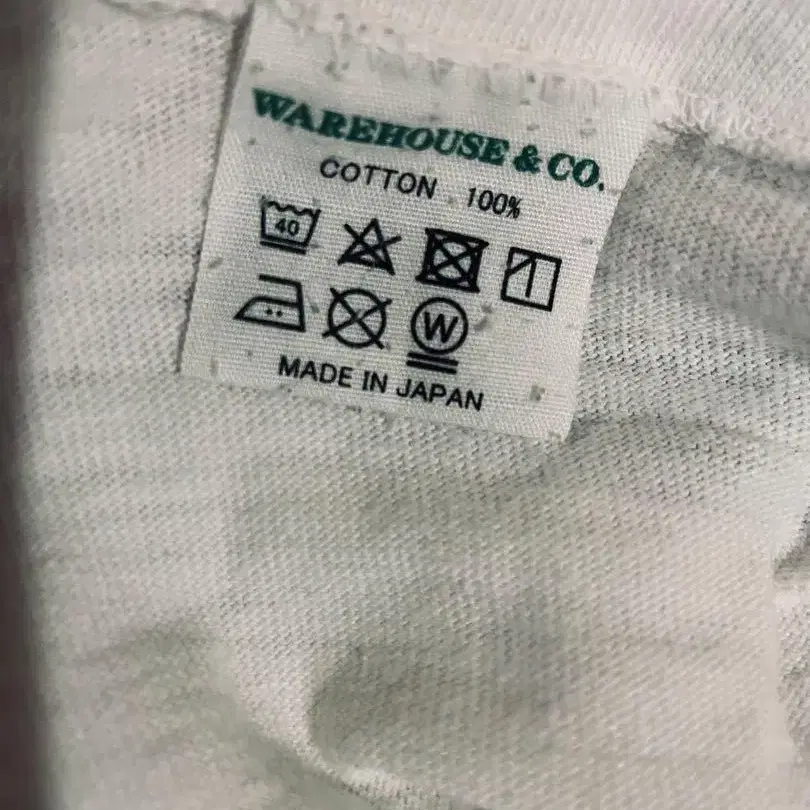 WAREHOUSE & CO.
COTTON 100%
40
W
MADE IN JAPAN